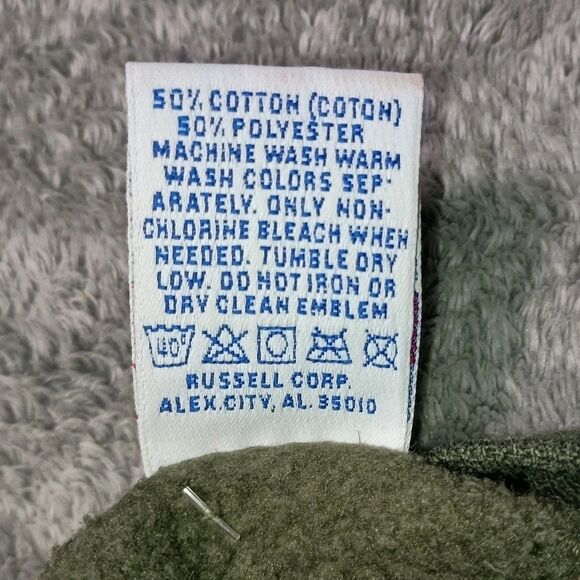 50% COTTON (COTON)
50% POLYESTER
MACHINE WASH WARM
WASH COLORS SEP-
ARATELY. ONLY NON-
CHLORINE BLEACH WHEN
NEEDED. TUMBLE DRY
LOW. DO NOT IRON OR
DRY CLEAN EMBLEM
40°
RUSSELL CORP.
ALEX.CITY, AL. 35010